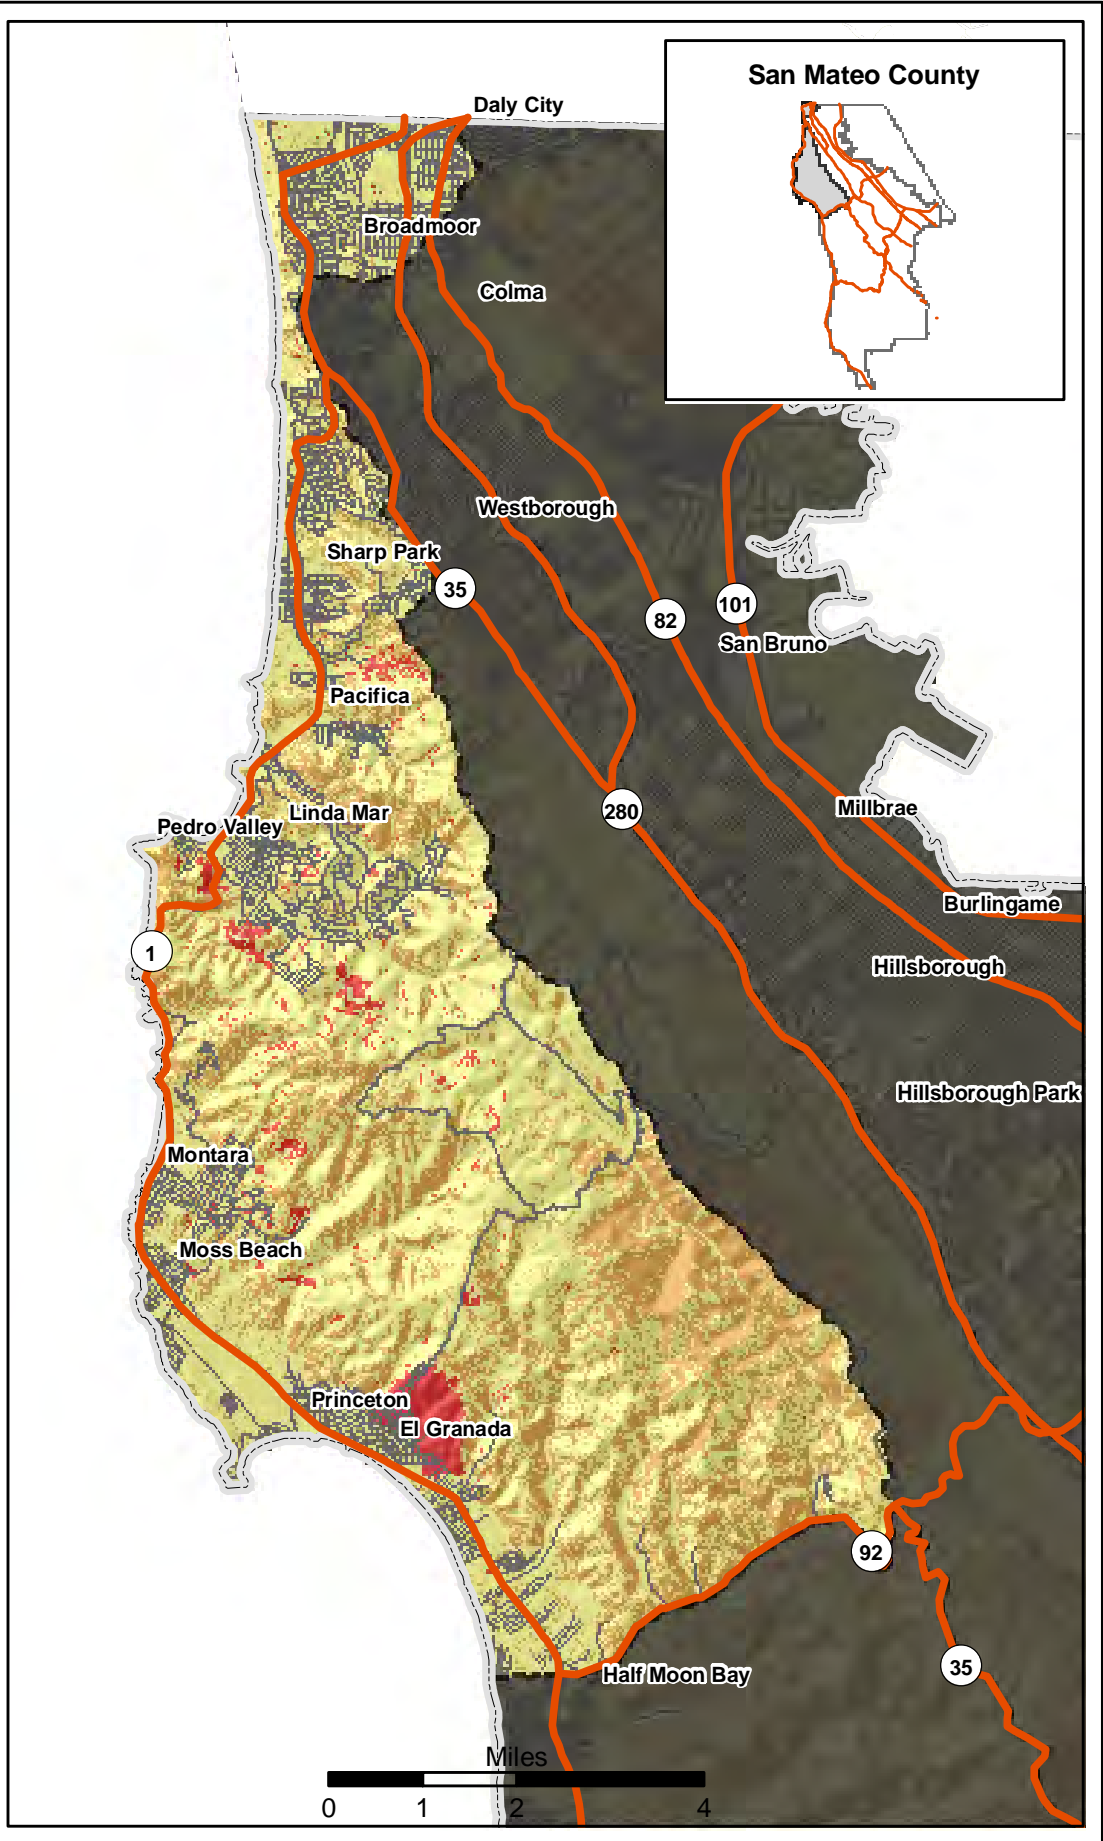 San Mateo County
Daly City
Broadmoor
Colma
Westborough
Sharp Park
35
82
101
San Bruno
Pacifica
280
Millbrae
Linda Mar
Pedro Valley
Burlingame
1
Hillsborough
Hillsborough Park
Montara
Moss Beach
Princeton
El Granada
92
35
Half Moon Bay
Miles
0 1 2 4